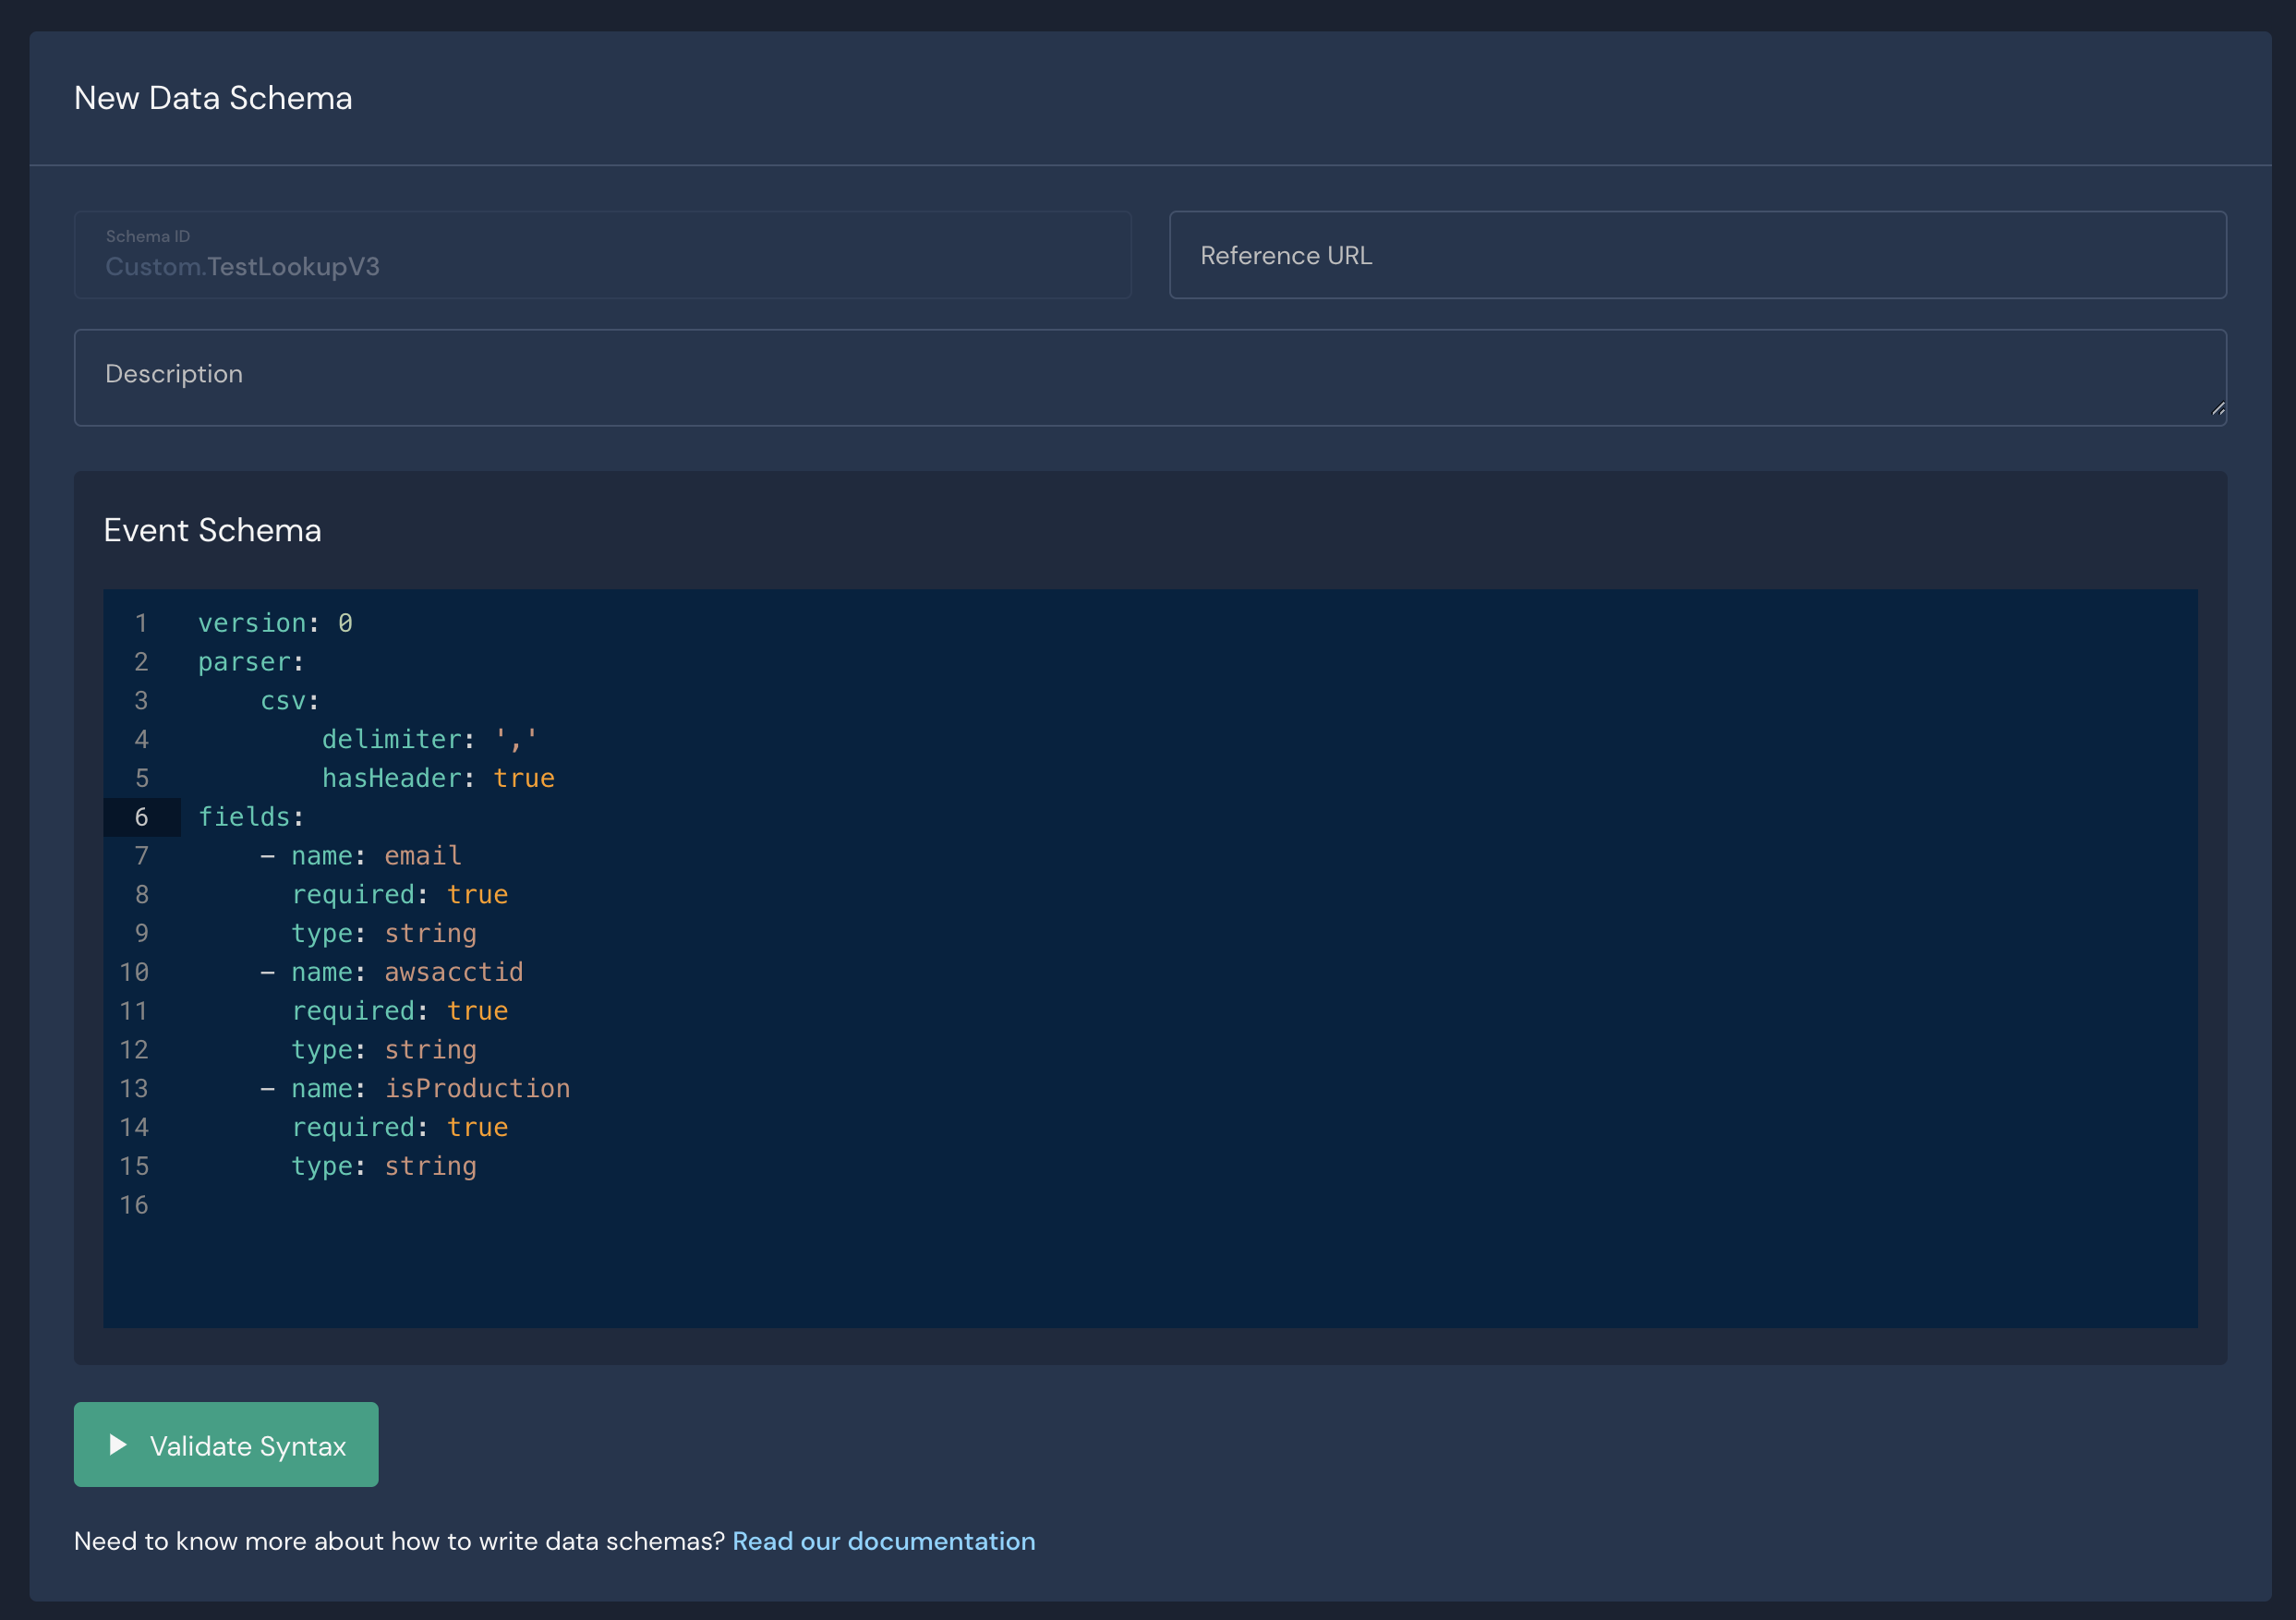 New Data Schema
Schema ID
Custom.TestLookupV3
Reference URL
Description
Event Schema
1 version: 0
2 parser:
3     csv:
4         delimiter: ','
5         hasHeader: true
6 fields:
7     - name: email
8       required: true
9       type: string
10     - name: awsacctid
11       required: true
12       type: string
13     - name: isProduction
14       required: true
15       type: string
16
Validate Syntax
Need to know more about how to write data schemas? Read our documentation